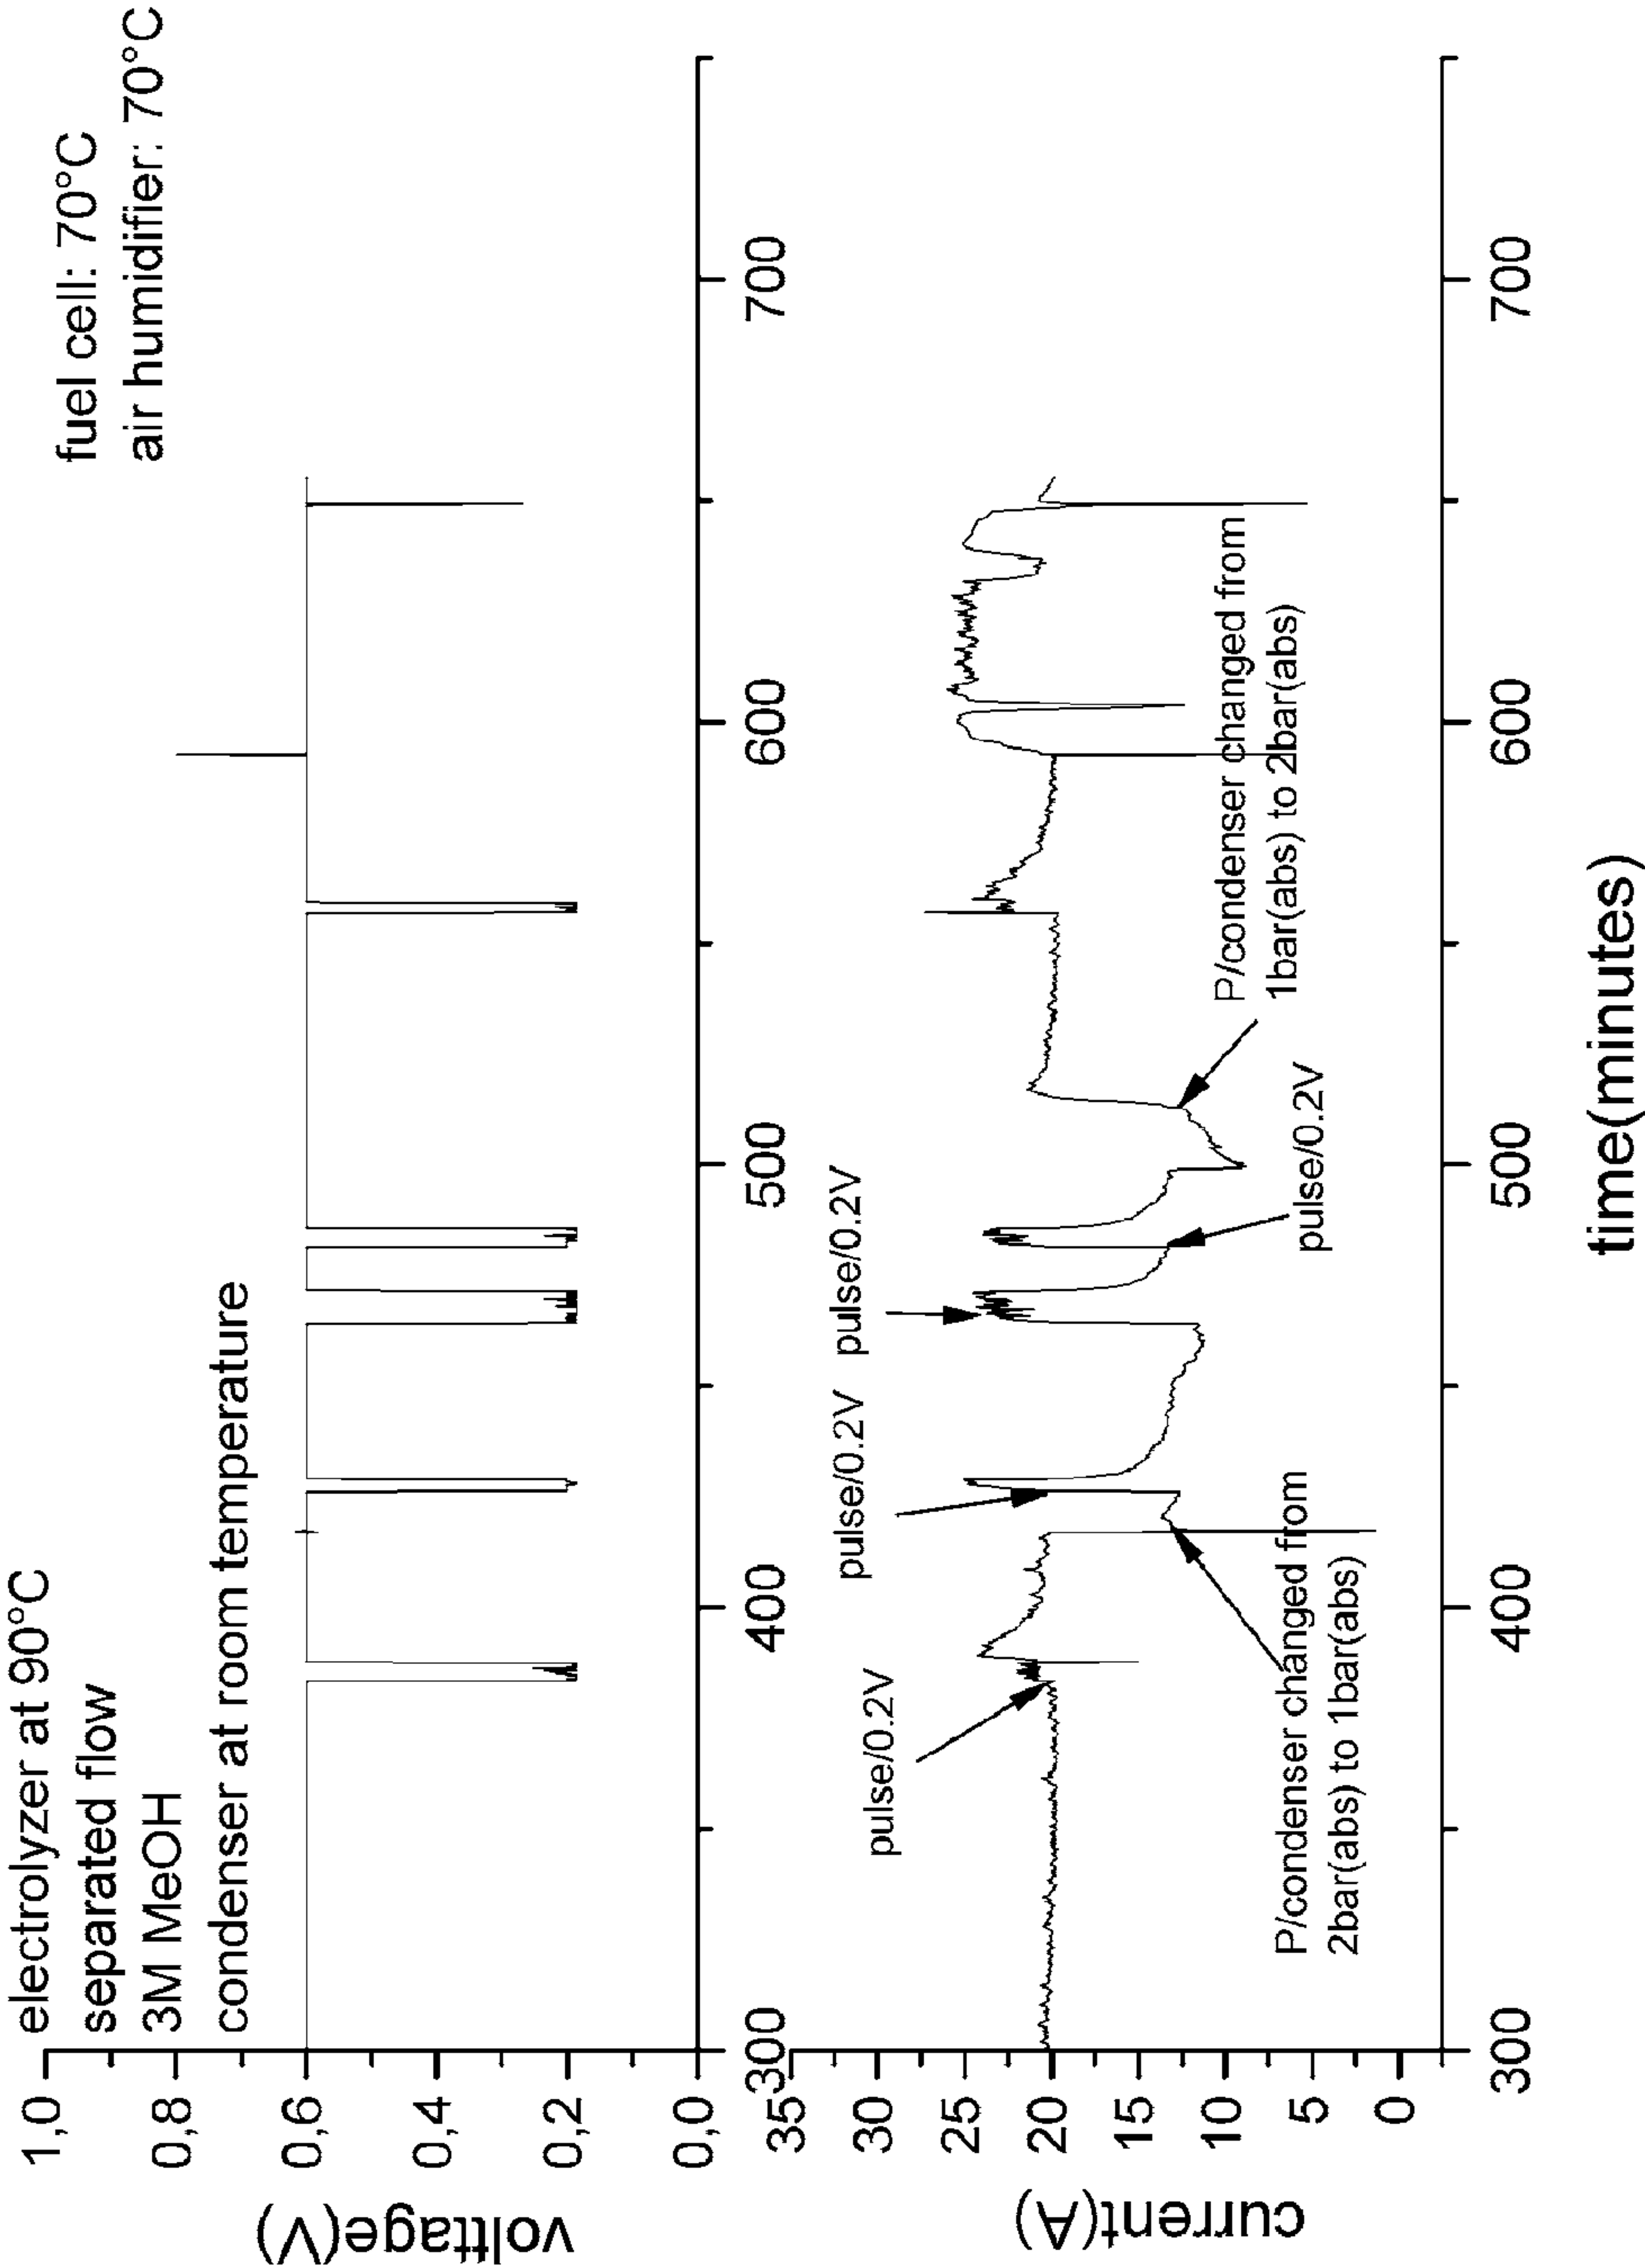 electrolyzer at 90°C
separated flow
3M MeOH
condenser at room temperature
fuel cell: 70°C
air humidifier: 70°C
volttage(V)
1,0
0,8
0,6
0,4
0,2
0,0
300
400
500
600
700
current(A)
35
30
25
20
15
10
5
0
pulse/0.2V
pulse/0.2V
pulse/0.2V
pulse/0.2V
P/condenser changed from
2bar(abs) to 1bar(abs)
P/condenser changed from
1bar(abs) to 2bar(abs)
300
400
500
600
700
time(minutes)